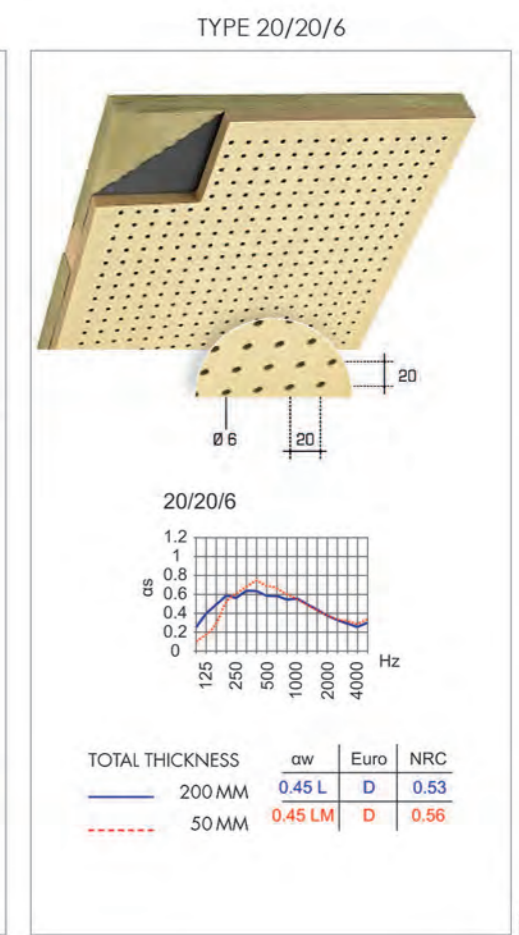 TYPE 20/20/6
20
Ø 6
20
20/20/6
1.2
1
0.8
0.6
0.4
0.2
0
αs
125
250
500
1000
2000
4000
Hz
TOTAL THICKNESS
αw Euro NRC
200 MM 0.45 L D 0.53
50 MM 0.45 LM D 0.56